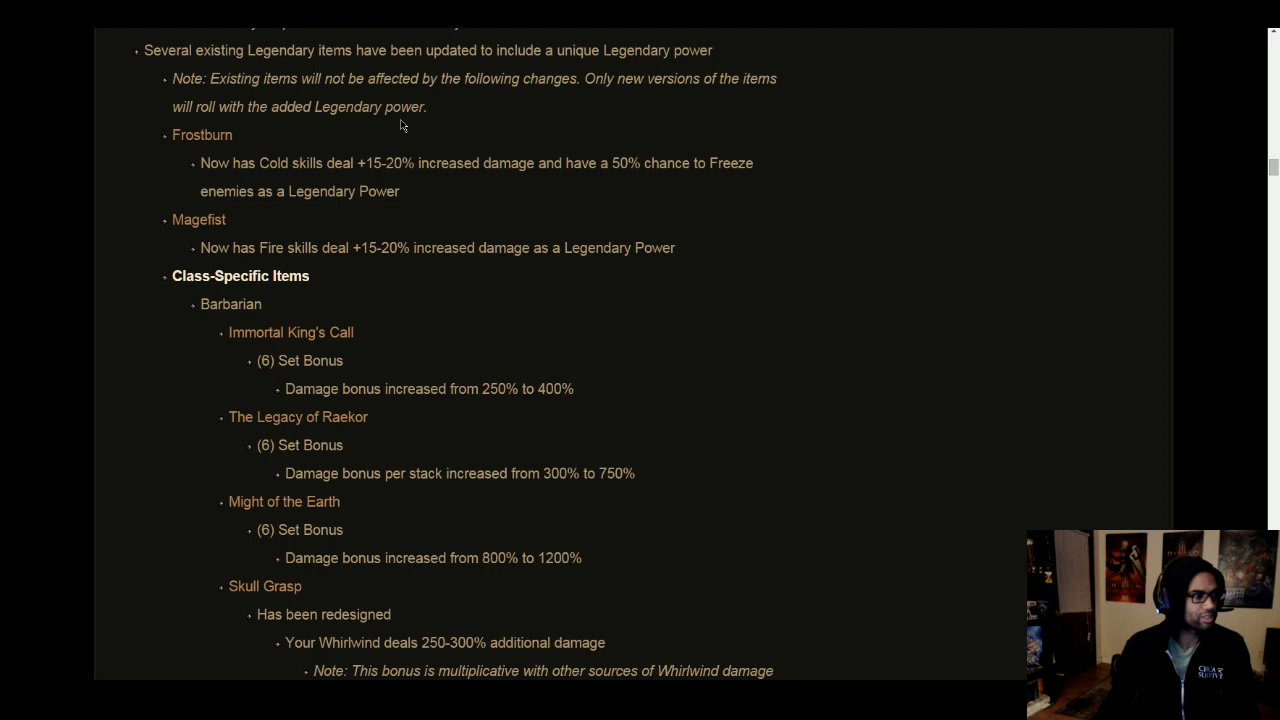 Several existing Legendary items have been updated to include a unique Legendary power
Note: Existing items will not be affected by the following changes. Only new versions of the items
will roll with the added Legendary power.
Frostburn
Now has Cold skills deal +15-20% increased damage and have a 50% chance to Freeze
enemies as a Legendary Power
Magefist
Now has Fire skills deal +15-20% increased damage as a Legendary Power
Class-Specific Items
Barbarian
Immortal King's Call
(6) Set Bonus
Damage bonus increased from 250% to 400%
The Legacy of Raekor
(6) Set Bonus
Damage bonus per stack increased from 300% to 750%
Might of the Earth
(6) Set Bonus
Damage bonus increased from 800% to 1200%
Skull Grasp
Has been redesigned
Your Whirlwind deals 250-300% additional damage
Note: This bonus is multiplicative with other sources of Whirlwind damage